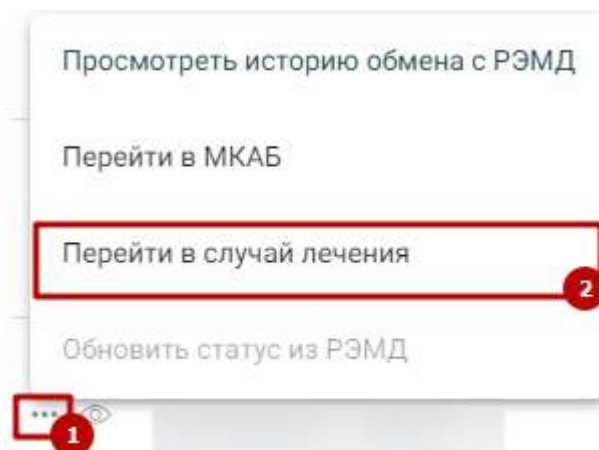 Просмотреть историю обмена с РЭМД
Перейти в МКАБ
Перейти в случай лечения
2
Обновить статус из РЭМД
...
1